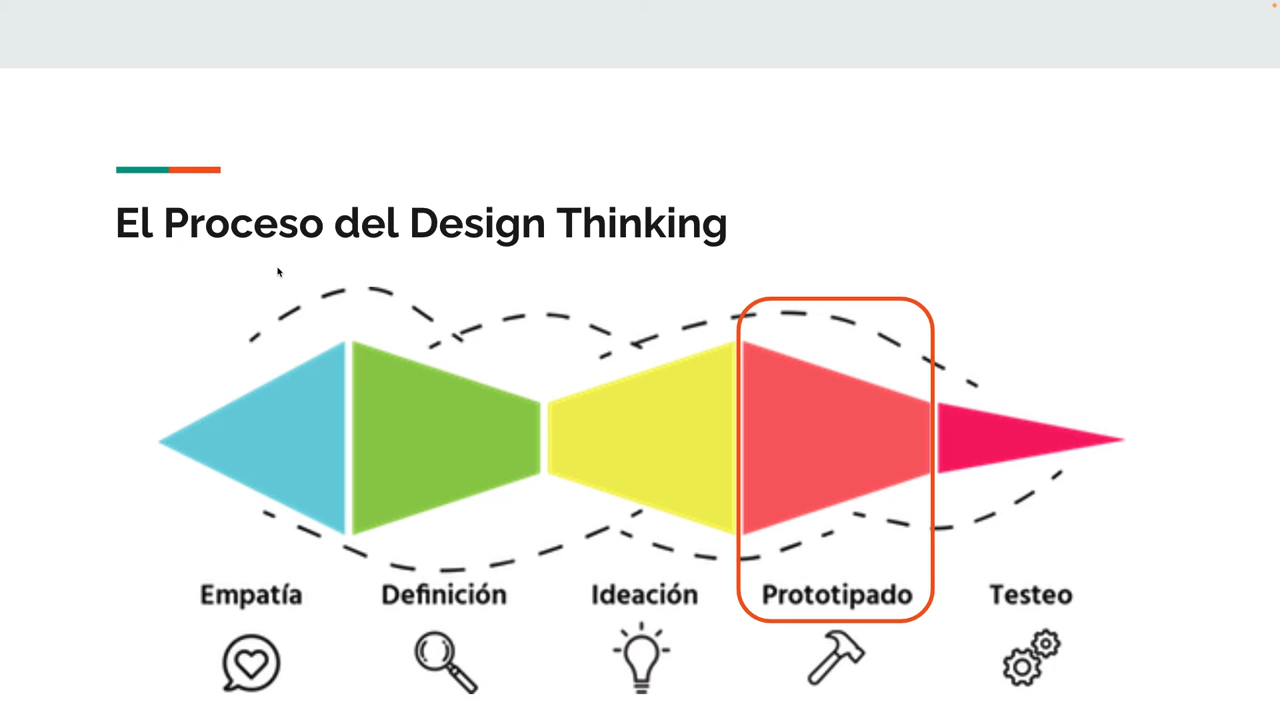 El Proceso del Design Thinking
Empatía
Definición
Ideación
Prototipado
Testeo